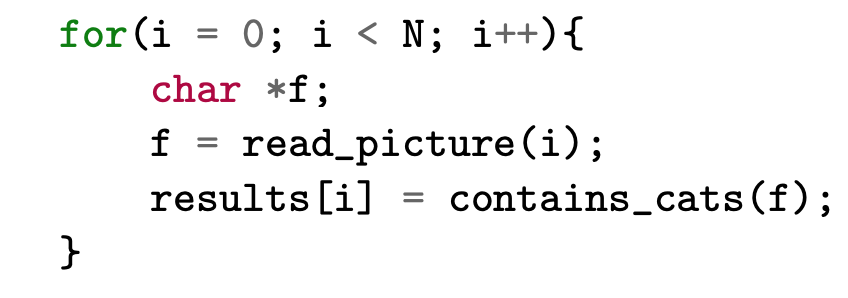 for(i = 0; i < N; i++){
    char *f;
    f = read_picture(i);
    results[i] = contains_cats(f);
}